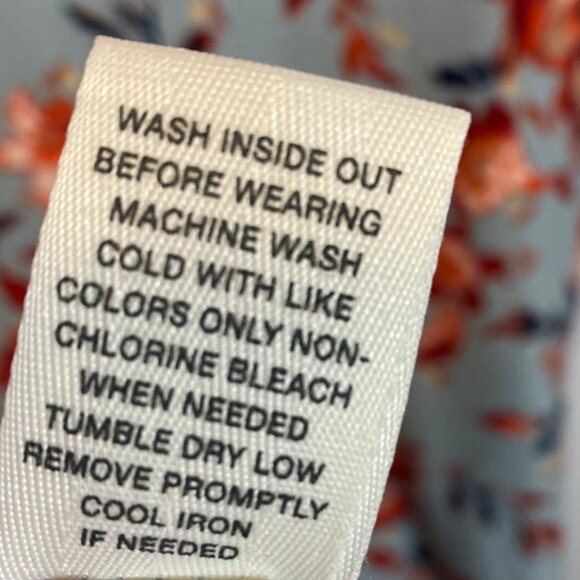 WASH INSIDE OUT
BEFORE WEARING
MACHINE WASH
COLD WITH LIKE
COLORS ONLY NON-
CHLORINE BLEACH
WHEN NEEDED
TUMBLE DRY LOW
REMOVE PROMPTLY
COOL IRON
IF NEEDED